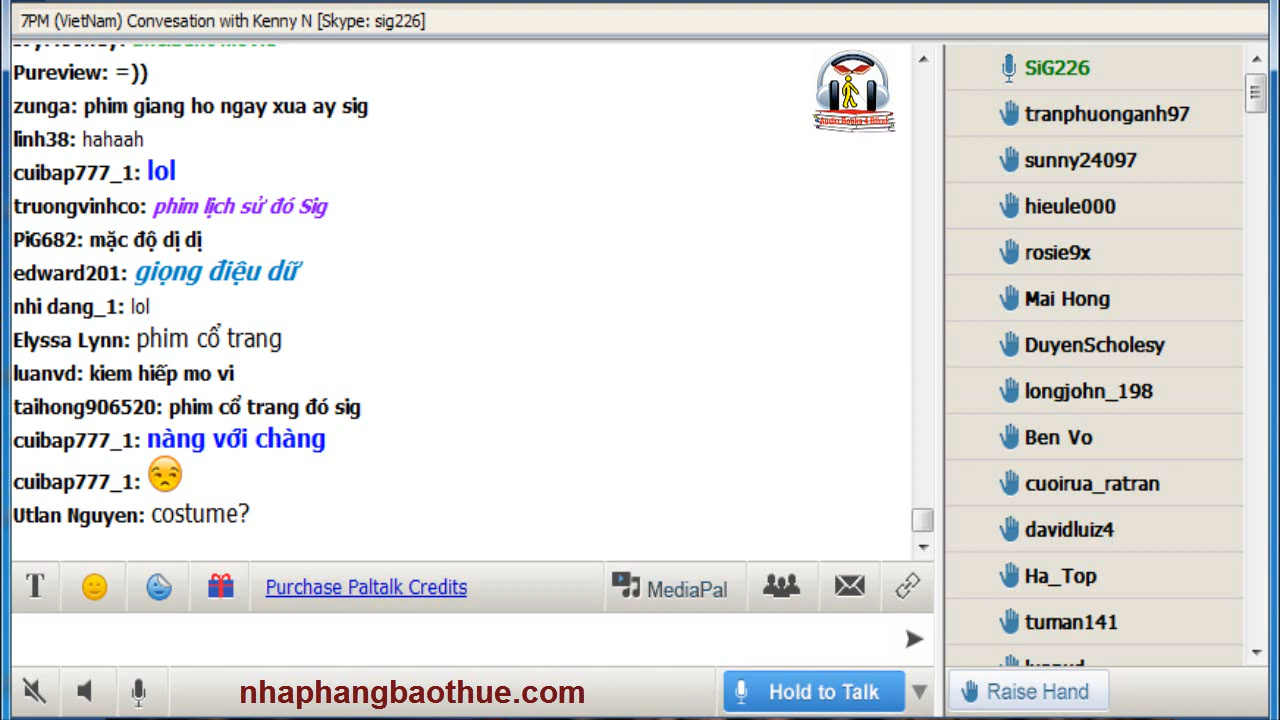 7PM (VietNam) Convesation with Kenny N [Skype: sig226]
Pureview: =))
zunga: phim giang ho ngay xua ay sig
linh38: hahaah
cuibap777_1: lol
truongvinhco: phim lịch sử đó Sig
PiG682: mặc độ dị dị
edward201: giọng điệu dữ
nhi dang_1: lol
Elyssa Lynn: phim cổ trang
luanvd: kiem hiếp mo vi
taihong906520: phim cổ trang đó sig
cuibap777_1: nàng với chàng
cuibap777_1:
Utlan Nguyen: costume?
T
Purchase Paltalk Credits
MediaPal
nhaphangbaothue.com
Hold to Talk
SiG226
tranphuonganh97
sunny24097
hieule000
rosie9x
Mai Hong
DuyenScholesy
longjohn_198
Ben Vo
cuoirua_ratran
davidluiz4
Ha_Top
tuman141
Raise Hand